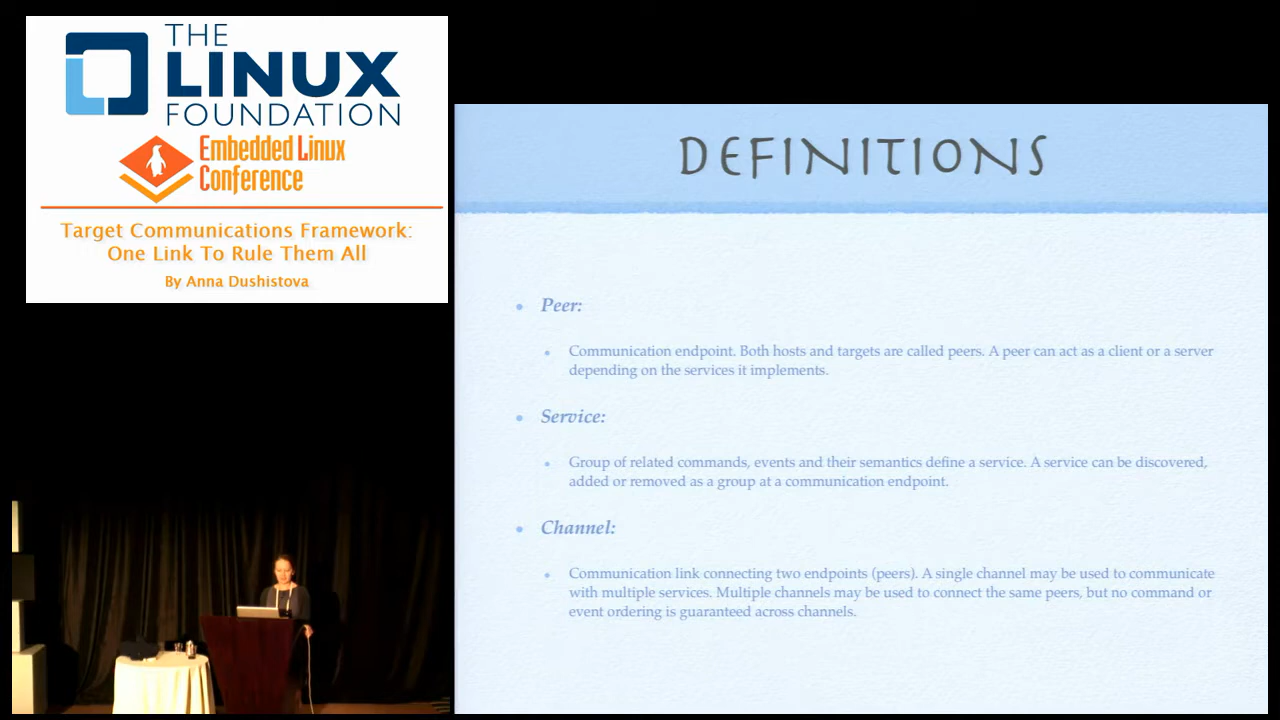 THE
LINUX
FOUNDATION
Embedded Linux
Conference
Target Communications Framework:
One Link To Rule Them All
By Anna Dushistova
DEFINITIONS
• Peer:
• Communication endpoint. Both hosts and targets are called peers. A peer can act as a client or a server
depending on the services it implements.
• Service:
• Group of related commands, events and their semantics define a service. A service can be discovered,
added or removed as a group at a communication endpoint.
• Channel:
• Communication link connecting two endpoints (peers). A single channel may be used to communicate
with multiple services. Multiple channels may be used to connect the same peers, but no command or
event ordering is guaranteed across channels.